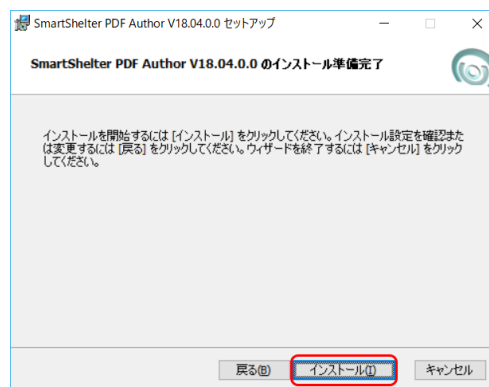 SmartShelter PDF Author V18.04.0.0 セットアップ
SmartShelter PDF Author V18.04.0.0 のインストール準備完了
インストールを開始するには [インストール] をクリックしてください。インストール設定を確認また
は変更するには [戻る] をクリックしてください。ウィザードを終了するには [キャンセル] をクリック
してください。
戻る(B) インストール(I) キャンセル